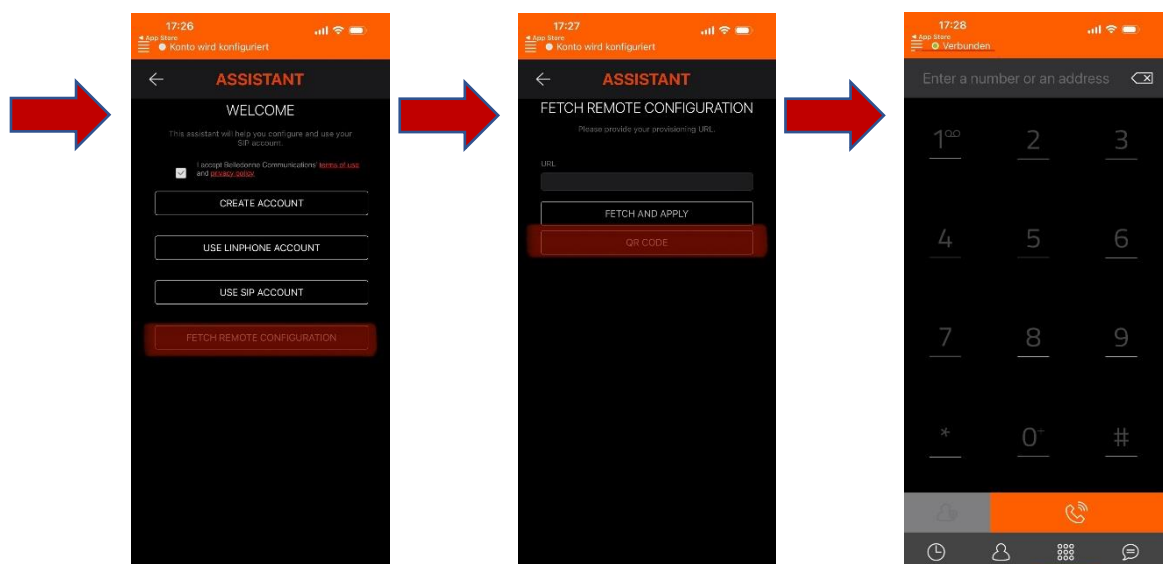 17:26
◀ App Store
Konto wird konfiguriert
ASSISTANT
WELCOME
This assistant will help you configure and use your
SIP account.
I accept Belledonne Communications' terms of use
and privacy policy
CREATE ACCOUNT
USE LINPHONE ACCOUNT
USE SIP ACCOUNT
FETCH REMOTE CONFIGURATION
17:27
◀ App Store
Konto wird konfiguriert
ASSISTANT
FETCH REMOTE CONFIGURATION
Please provide your provisioning URL.
URL
FETCH AND APPLY
QR CODE
17:28
◀ App Store
Verbunden
Enter a number or an address
1 2 3
4 5 6
7 8 9
* 0+ #